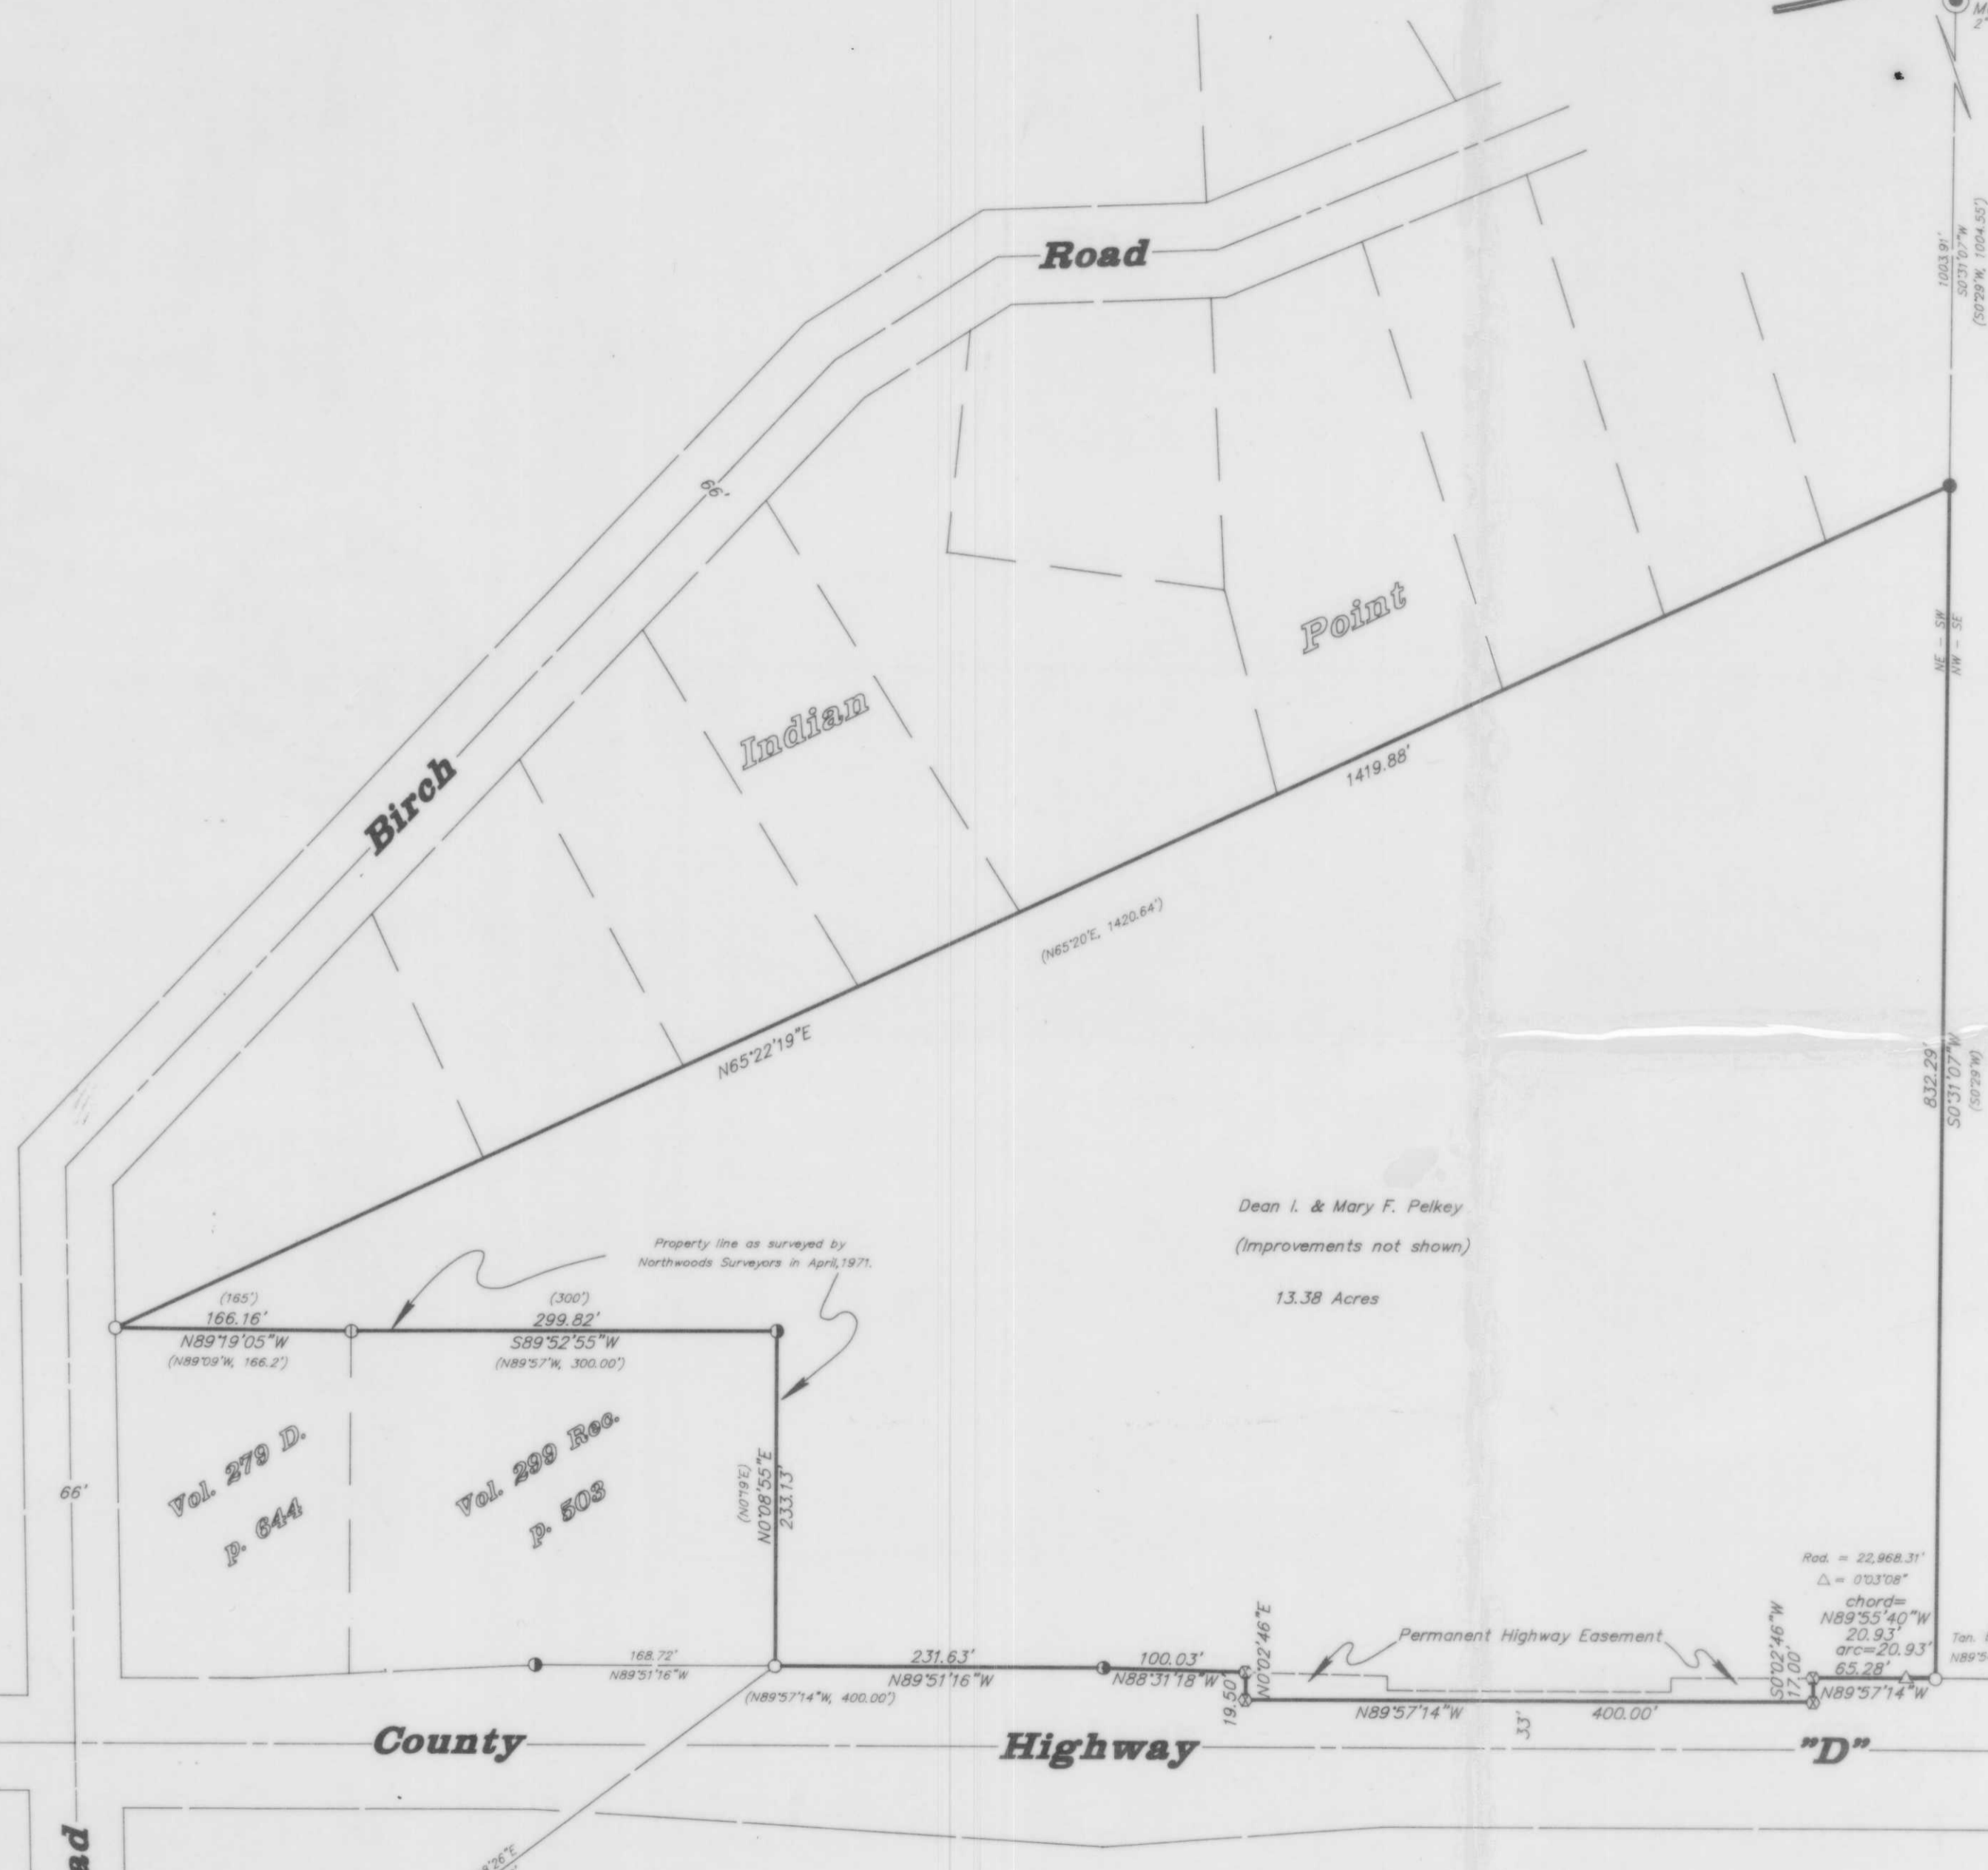 Road
1003.91'
S0°31'07"W
(S0°29'W, 1004.55')
66'
NE - SW
NW - SE
Point
Indian
1419.88'
Birch
(N65°20'E, 1420.64')
N65°22'19"E
832.29'
S0°31'07"W
(S0°29'W)
Dean I. & Mary F. Pelkey
(Improvements not shown)
13.38 Acres
Property line as surveyed by
Northwoods Surveyors in April, 1971.
(165')
166.16'
N89°19'05"W
(N89°09'W, 166.2')
(300')
299.82'
S89°52'55"W
(N89°57'W, 300.00')
Vol. 279 D.
p. 644
Vol. 299 Rec.
p. 503
(N0°19'E)
N0°08'55"E
233.13'
66'
Rad. = 22,968.31'
△ = 0°03'08"
chord=
N89°55'40"W
20.93'
arc=20.93'
65.28'
N89°57'14"W
Tan.
168.72'
N89°51'16"W
231.63'
N89°51'16"W
(N89°57'14"W, 400.00')
100.03'
N88°31'18"W
N0°02'46"E
19.50'
Permanent Highway Easement
S0°02'46"W
17.00'
N89°57'14"W
400.00'
33'
County
Highway
"D"
ad